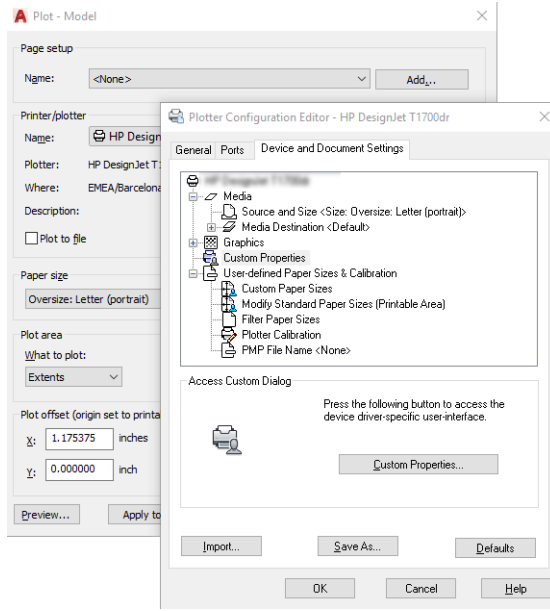 Plot - Model
Page setup
Name:
<None>
Add...
Printer/plotter
Name:
HP Design
Plotter:
HP DesignJet T
Where:
EMEA/Barcelona
Description:
Plot to file
Paper size
Oversize: Letter (portrait)
Plot area
What to plot:
Extents
Plot offset (origin set to printa
X:
1.175375
inches
Y:
0.000000
inch
Preview...
Apply to
Plotter Configuration Editor - HP DesignJet T1700dr
General
Ports
Device and Document Settings
Media
Source and Size <Size: Oversize: Letter (portrait)>
Media Destination <Default>
Graphics
Custom Properties
User-defined Paper Sizes & Calibration
Custom Paper Sizes
Modify Standard Paper Sizes (Printable Area)
Filter Paper Sizes
Plotter Calibration
PMP File Name <None>
Access Custom Dialog
Press the following button to access the
device driver-specific user-interface.
Custom Properties...
Import...
Save As...
Defaults
OK
Cancel
Help